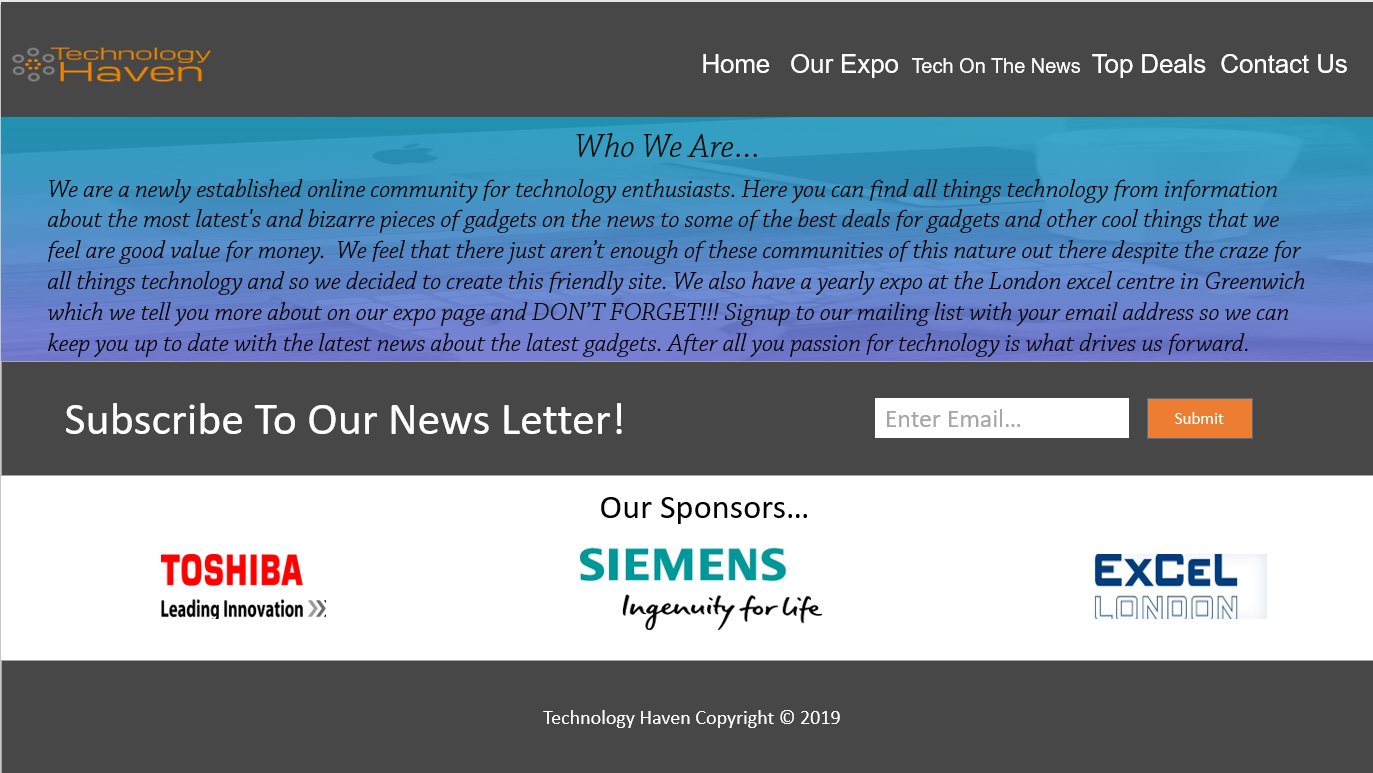 Technology
Haven
Home Our Expo Tech On The News Top Deals Contact Us
Who We Are...
We are a newly established online community for technology enthusiasts. Here you can find all things technology from information
about the most latest's and bizarre pieces of gadgets on the news to some of the best deals for gadgets and other cool things that we
feel are good value for money.  We feel that there just aren't enough of these communities of this nature out there despite the craze for
all things technology and so we decided to create this friendly site. We also have a yearly expo at the London excel centre in Greenwich
which we tell you more about on our expo page and DON'T FORGET!!! Signup to our mailing list with your email address so we can
keep you up to date with the latest news about the latest gadgets. After all you passion for technology is what drives us forward.
Subscribe To Our News Letter!
Enter Email...
Submit
Our Sponsors...
TOSHIBA
Leading Innovation
SIEMENS
Ingenuity for life
EXCEL
LONDON
Technology Haven Copyright © 2019